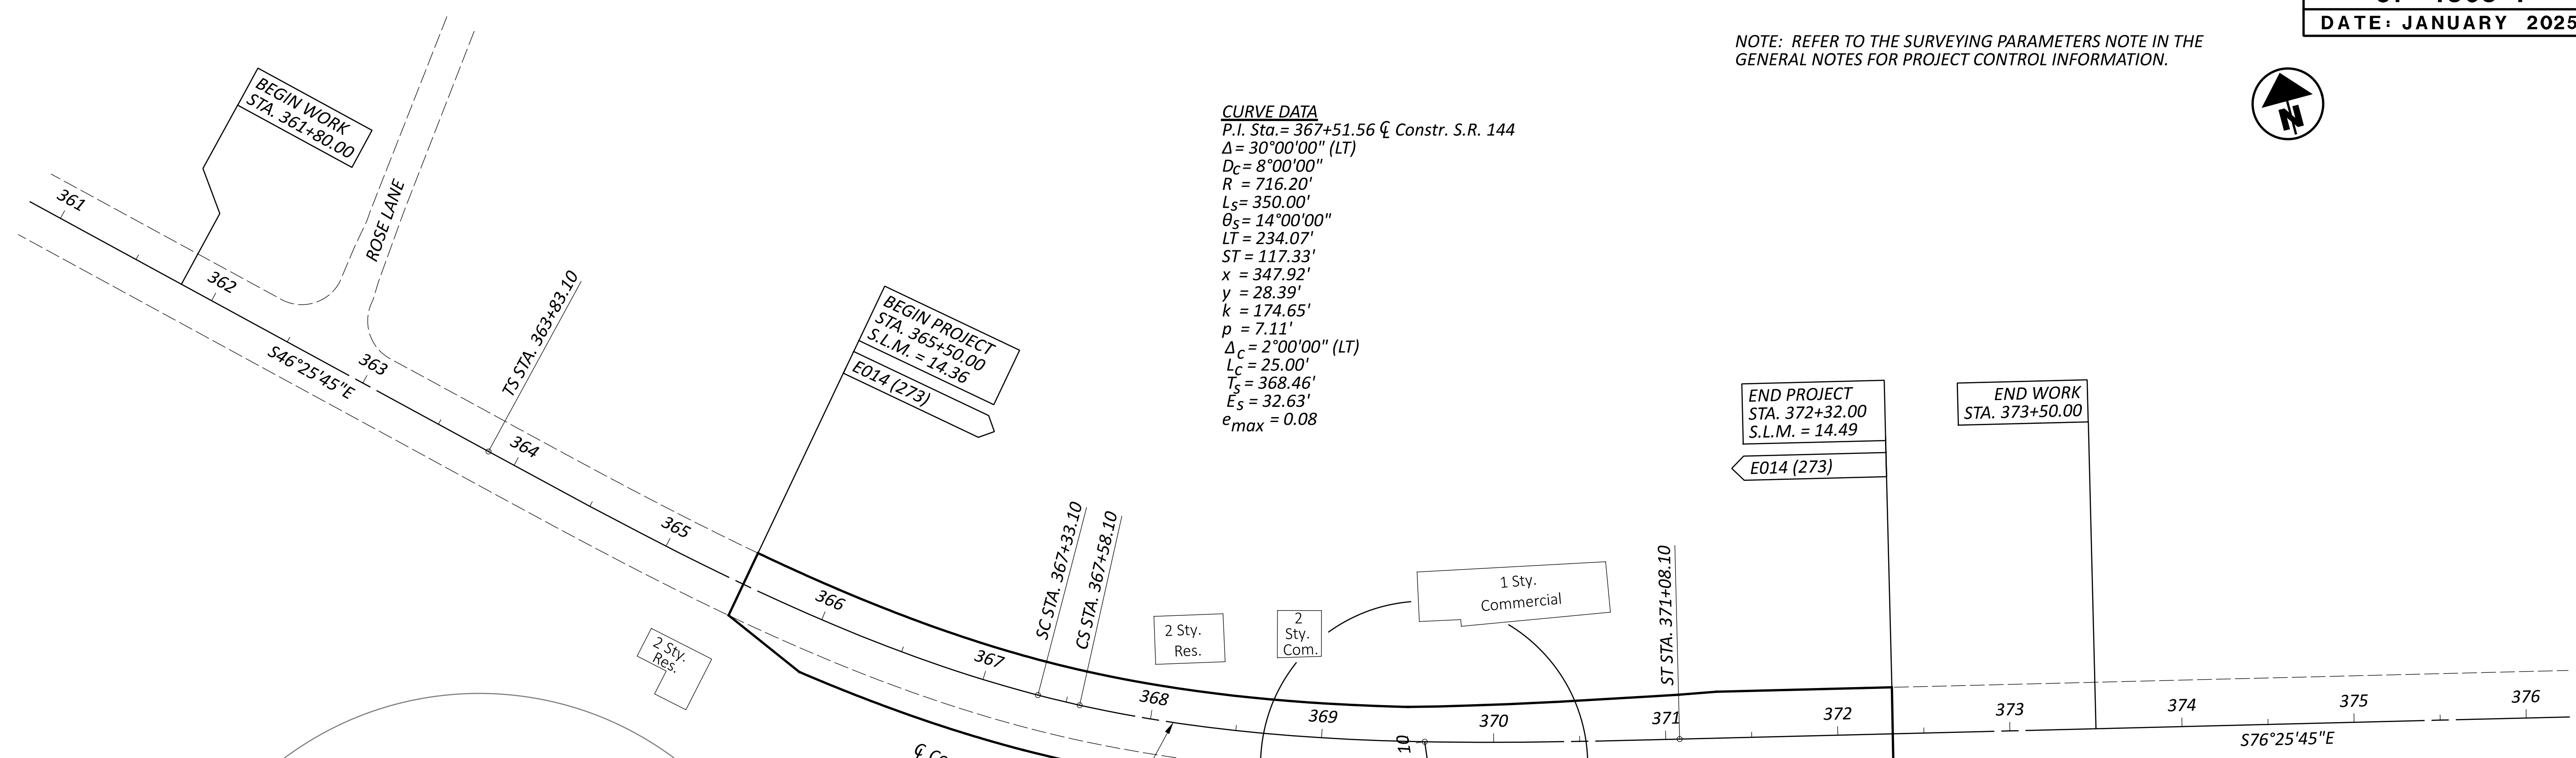 DATE: JANUARY 2025
NOTE: REFER TO THE SURVEYING PARAMETERS NOTE IN THE
GENERAL NOTES FOR PROJECT CONTROL INFORMATION.
N
BEGIN WORK
STA. 361+80.00
ROSE LANE
CURVE DATA
P.I. Sta.= 367+51.56 ℄ Constr. S.R. 144
Δ = 30°00'00" (LT)
Dc = 8°00'00"
R = 716.20'
Ls = 350.00'
θs = 14°00'00"
LT = 234.07'
ST = 117.33'
x = 347.92'
y = 28.39'
k = 174.65'
p = 7.11'
Δc = 2°00'00" (LT)
Lc = 25.00'
Ts = 368.46'
Es = 32.63'
emax = 0.08
361
362
363
S46°25'45"E
TS STA. 363+83.10
364
365
BEGIN PROJECT
STA. 365+50.00
S.L.M. = 14.36
E014 (273)
END PROJECT
STA. 372+32.00
S.L.M. = 14.49
E014 (273)
END WORK
STA. 373+50.00
366
367
SC STA. 367+33.10
CS STA. 367+58.10
2 Sty.
Res.
2 Sty.
Res.
2
Sty.
Com.
1 Sty.
Commercial
ST STA. 371+08.10
368
369
370
371
372
373
374
375
376
10
S76°25'45"E